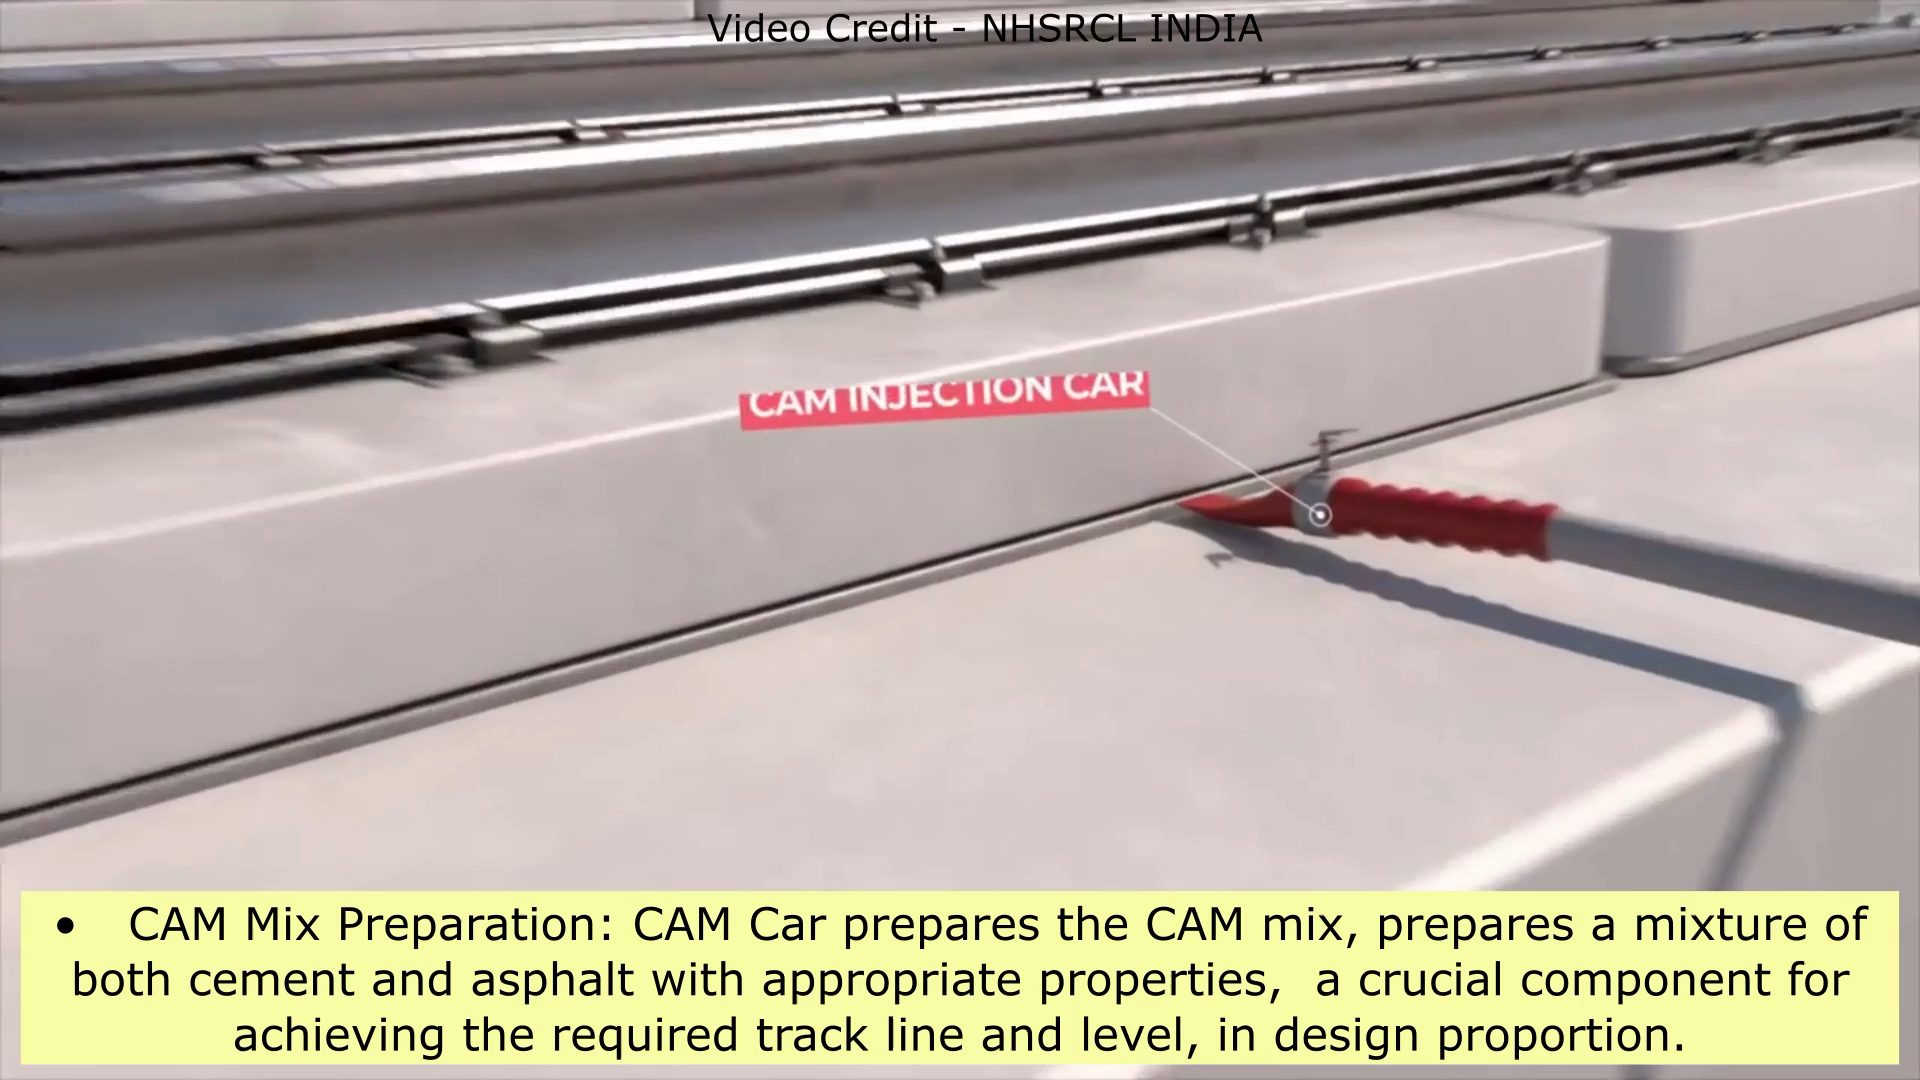 Video Credit - NHSRCL INDIA
CAM INJECTION CAR
• CAM Mix Preparation: CAM Car prepares the CAM mix, prepares a mixture of
both cement and asphalt with appropriate properties,  a crucial component for
achieving the required track line and level, in design proportion.